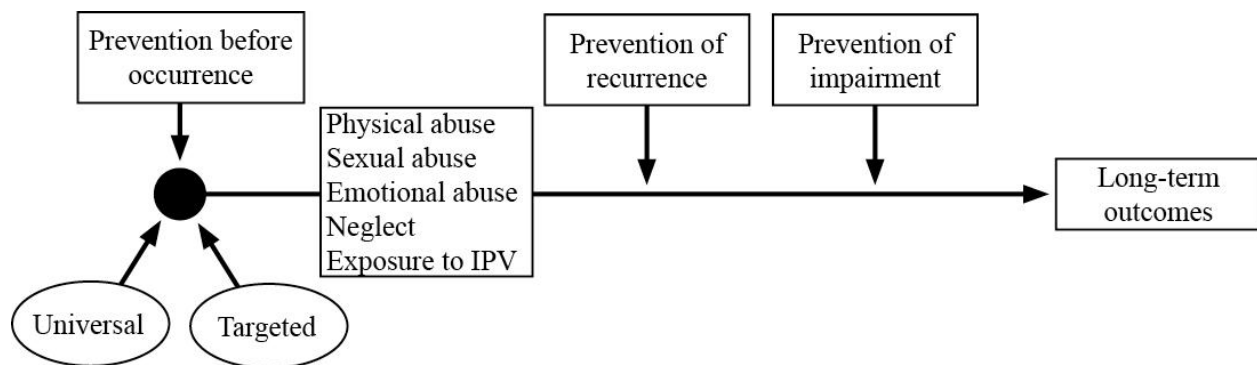 Prevention before
occurrence
Prevention of
recurrence
Prevention of
impairment
Physical abuse
Sexual abuse
Emotional abuse
Neglect
Exposure to IPV
Long-term
outcomes
Universal
Targeted